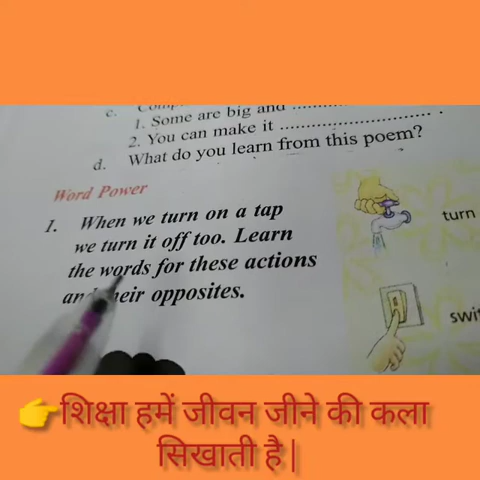 c.
1. Some are big and ..................
2. You can make it ............................... .
d. What do you learn from this poem?
Word Power
1. When we turn on a tap
we turn it off too. Learn
the words for these actions
and their opposites.
turn
👉शिक्षा हमें जीवन जीने की कला
सिखाती है|